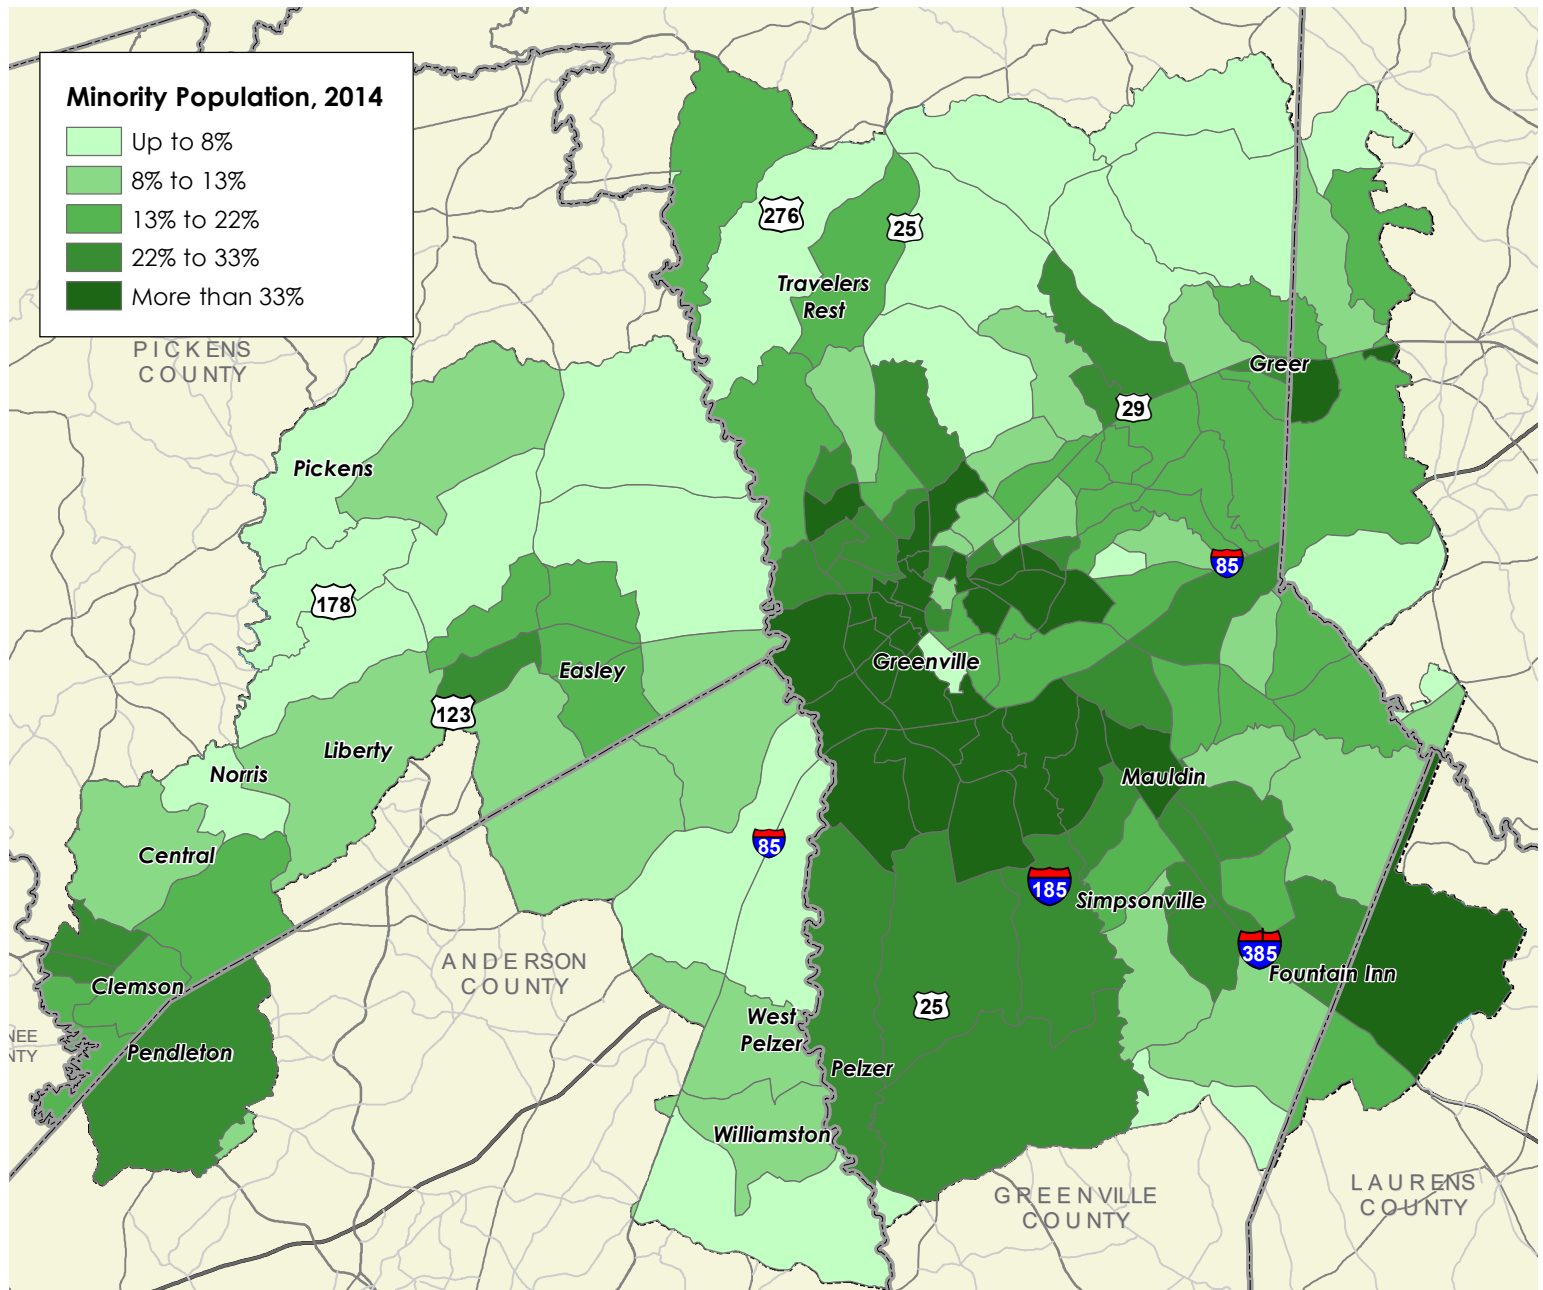 Minority Population, 2014
Up to 8%
8% to 13%
13% to 22%
22% to 33%
More than 33%
276
25
Travelers
Rest
PICKENS
COUNTY
Greer
29
Pickens
85
178
Greenville
Easley
123
Liberty
Norris
Mauldin
Central
85
185
Simpsonville
385
Fountain Inn
ANDERSON
COUNTY
Clemson
25
West
Pelzer
NEE
NTY
Pendleton
Pelzer
Williamston
GREENVILLE
COUNTY
LAURENS
COUNTY